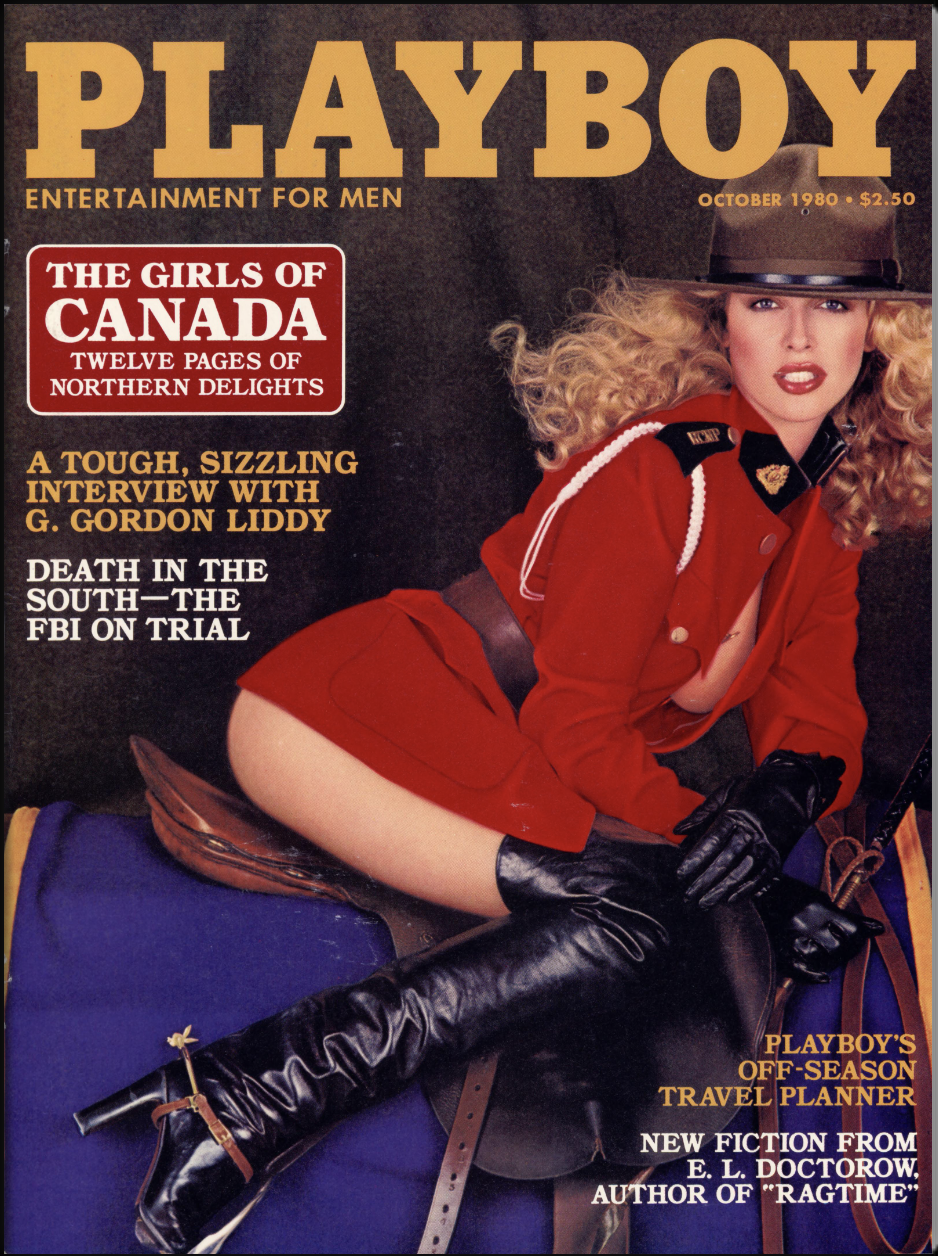 PLAYBOY
ENTERTAINMENT FOR MEN
OCTOBER 1980 • $2.50
THE GIRLS OF
CANADA
TWELVE PAGES OF
NORTHERN DELIGHTS
A TOUGH, SIZZLING
INTERVIEW WITH
G. GORDON LIDDY
DEATH IN THE
SOUTH—THE
FBI ON TRIAL
RCMP
PLAYBOY'S
OFF-SEASON
TRAVEL PLANNER
NEW FICTION FROM
E. L. DOCTOROW,
AUTHOR OF "RAGTIME"